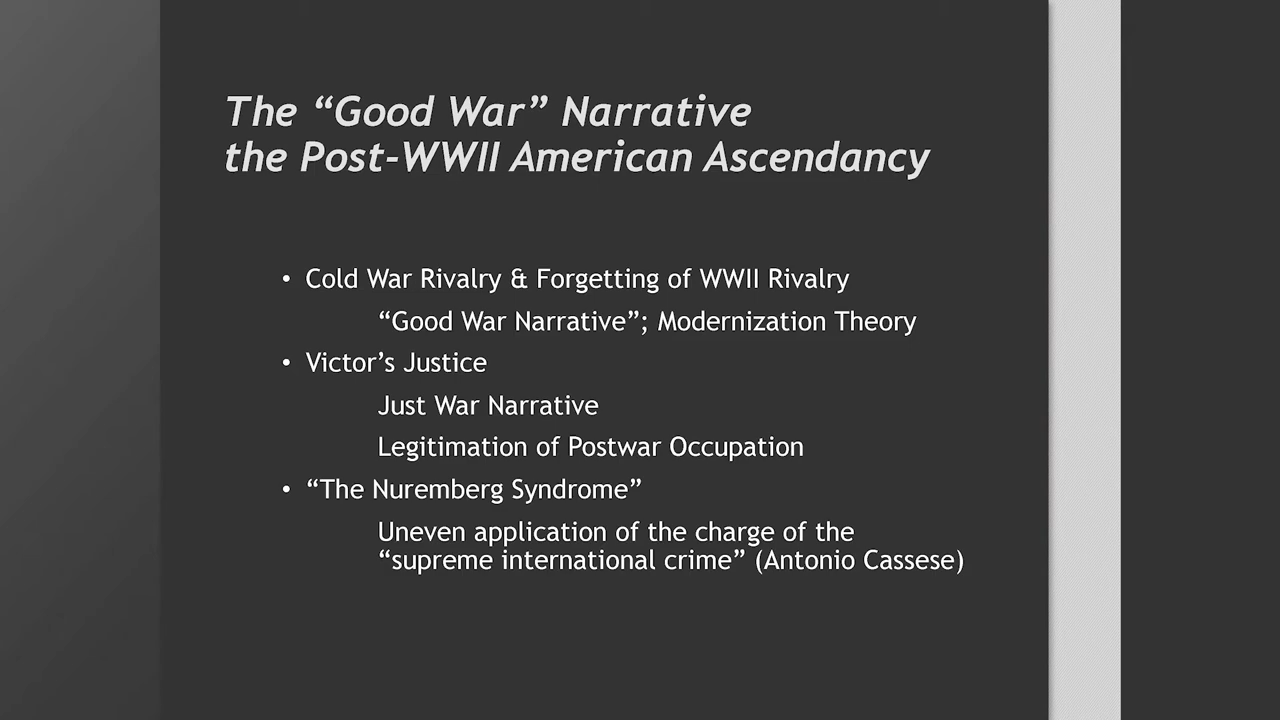 The “Good War” Narrative
the Post-WWII American Ascendancy
• Cold War Rivalry & Forgetting of WWII Rivalry
“Good War Narrative”; Modernization Theory
• Victor’s Justice
Just War Narrative
Legitimation of Postwar Occupation
• “The Nuremberg Syndrome”
Uneven application of the charge of the
“supreme international crime” (Antonio Cassese)